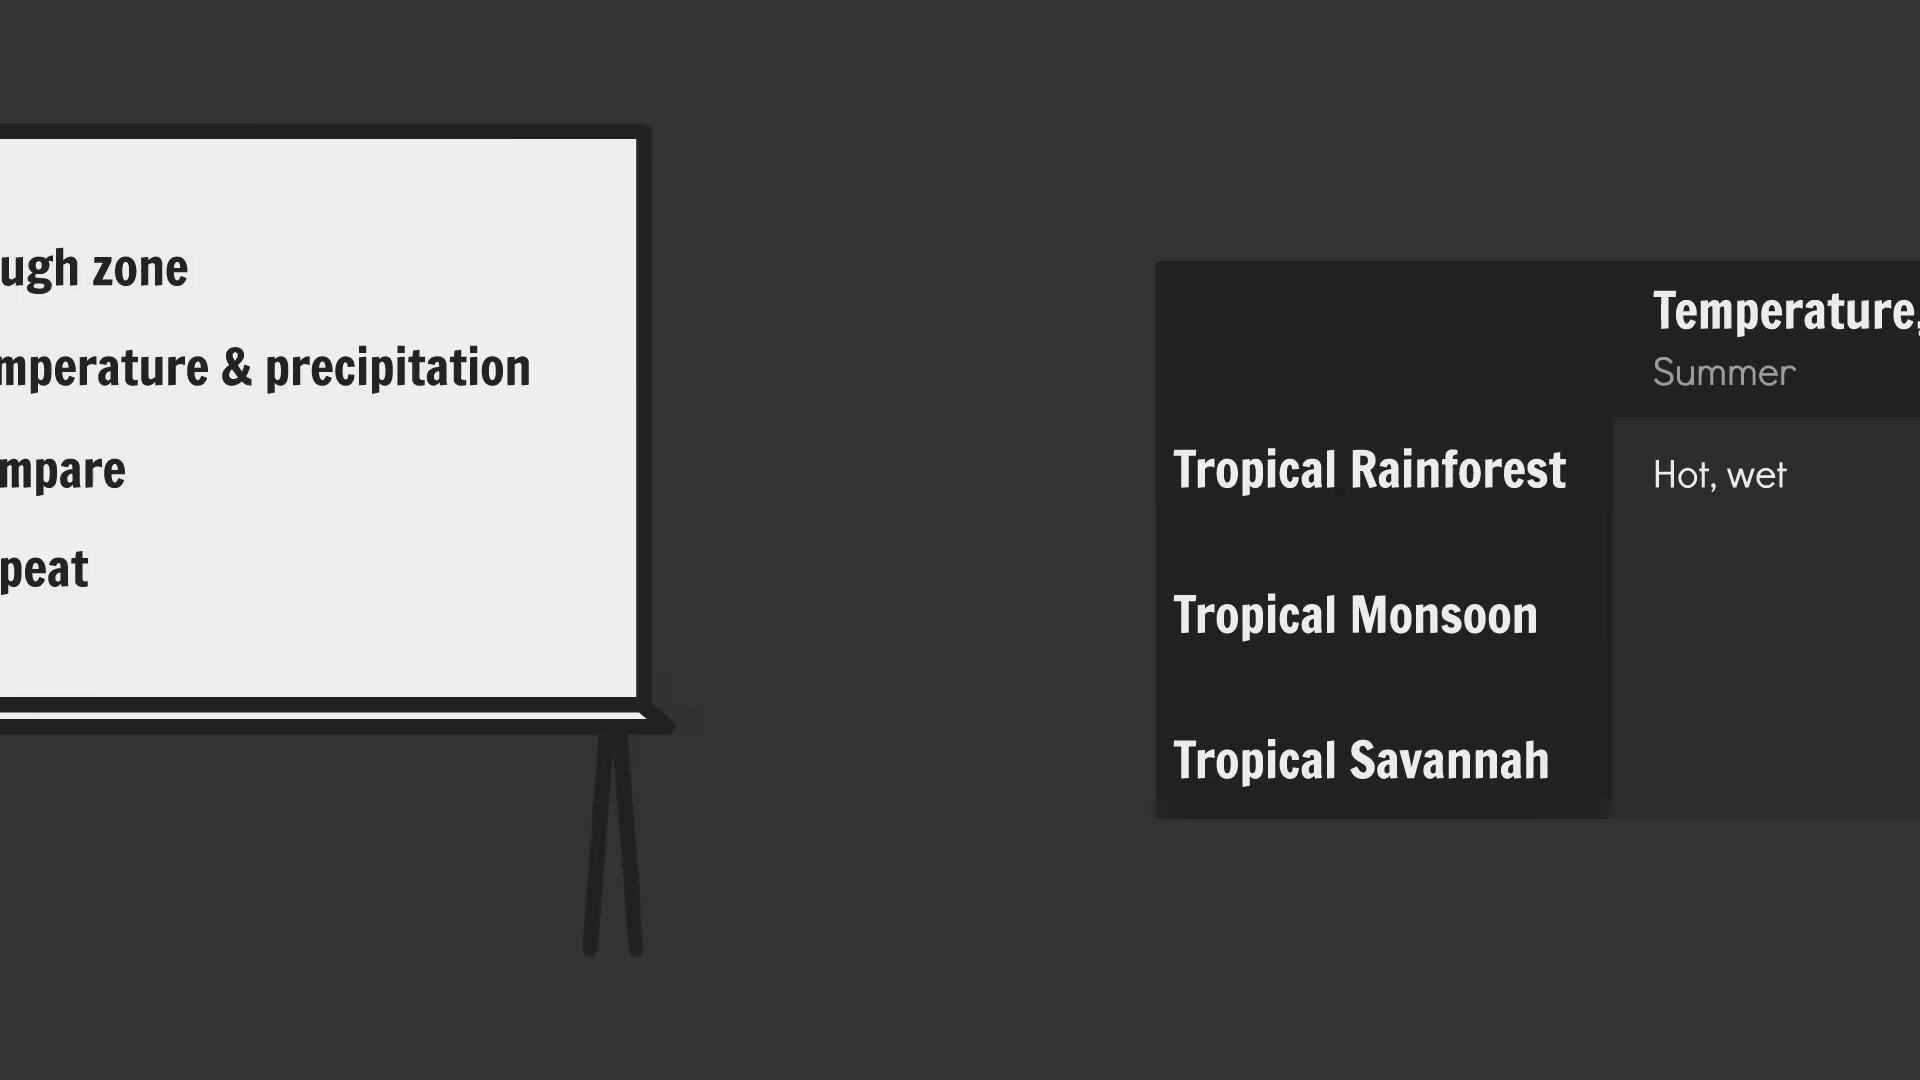 ugh zone
mperature & precipitation
mpare
peat
Temperature,
Summer
Tropical Rainforest
Hot, wet
Tropical Monsoon
Tropical Savannah